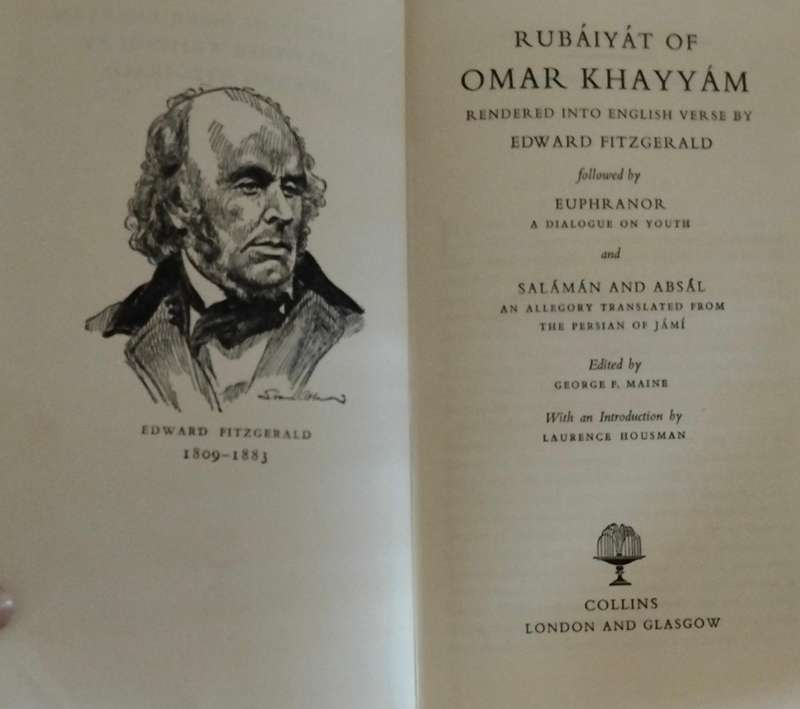 EDWARD FITZGERALD
1809–1883
RUBÁIYÁT OF
OMAR KHAYYÁM
RENDERED INTO ENGLISH VERSE BY
EDWARD FITZGERALD
followed by
EUPHRANOR
A DIALOGUE ON YOUTH
and
SALÁMÁN AND ABSÁL
AN ALLEGORY TRANSLATED FROM
THE PERSIAN OF JÁMÍ
Edited by
GEORGE F. MAINE
With an Introduction by
LAURENCE HOUSMAN
COLLINS
LONDON AND GLASGOW